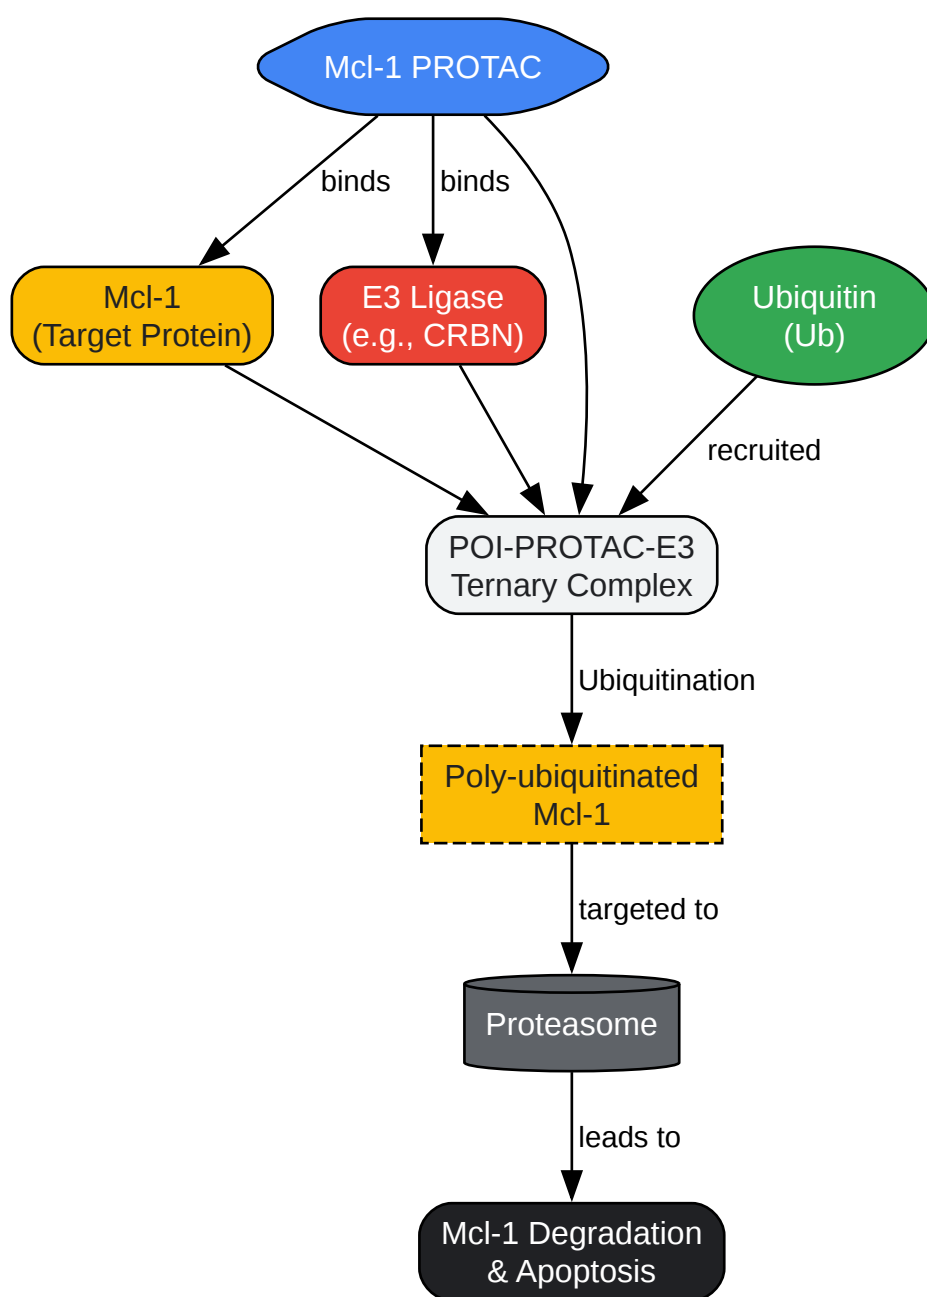 Mcl-1 PROTAC
binds
binds
Mcl-1
(Target Protein)
E3 Ligase
(e.g., CRBN)
Ubiquitin
(Ub)
recruited
POI-PROTAC-E3
Ternary Complex
Ubiquitination
Poly-ubiquitinated
Mcl-1
targeted to
Proteasome
leads to
Mcl-1 Degradation
& Apoptosis